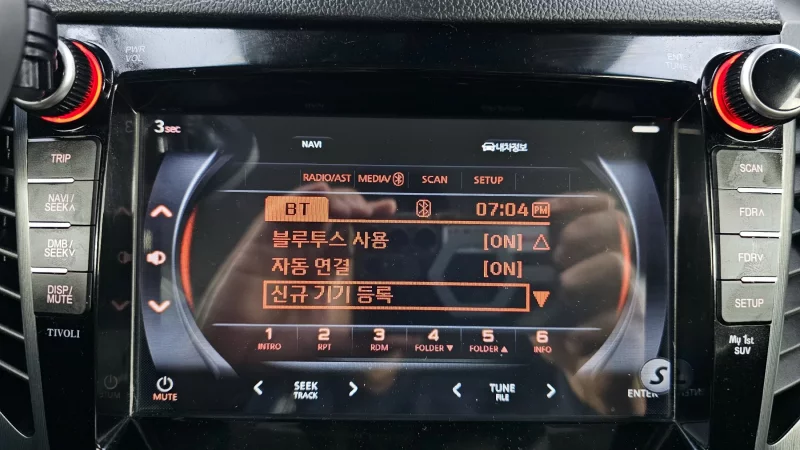 PWR
VOL
ENT
TUNE
3sec
NAVI
내차정보
TRIP
NAVI/
SEEK∧
DMB/
SEEK∨
DISP/
MUTE
TIVOLI
SCAN
FDR∧
FDR∨
SETUP
My 1st
SUV
RADIO/AST MEDIA/ SCAN SETUP
BT 07:04 PM
블루투스 사용 [ON] △
자동 연결 [ON]
신규 기기 등록 ▼
1 2 3 4 5 6
INTRO RPT RDM FOLDER ▼ FOLDER ▲ INFO
MUTE
< SEEK >
TRACK
< TUNE >
FILE
ENTER
S